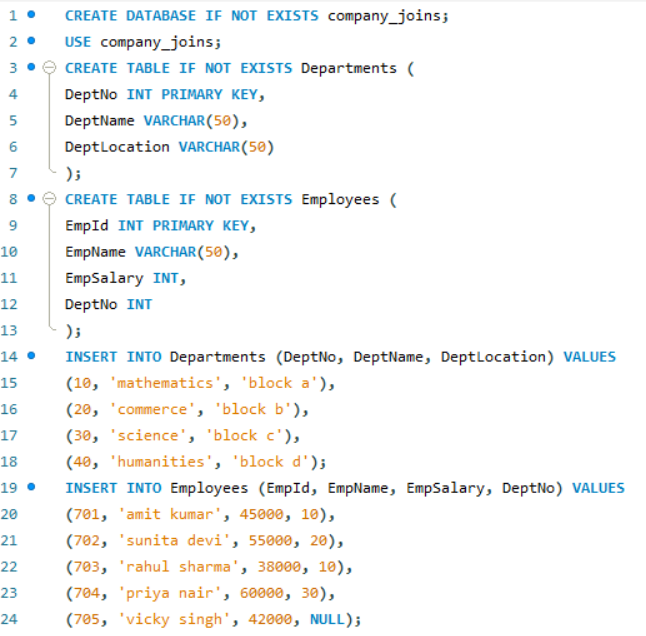 1 CREATE DATABASE IF NOT EXISTS company_joins;
2 USE company_joins;
3 CREATE TABLE IF NOT EXISTS Departments (
4 DeptNo INT PRIMARY KEY,
5 DeptName VARCHAR(50),
6 DeptLocation VARCHAR(50)
7 );
8 CREATE TABLE IF NOT EXISTS Employees (
9 EmpId INT PRIMARY KEY,
10 EmpName VARCHAR(50),
11 EmpSalary INT,
12 DeptNo INT
13 );
14 INSERT INTO Departments (DeptNo, DeptName, DeptLocation) VALUES
15 (10, 'mathematics', 'block a'),
16 (20, 'commerce', 'block b'),
17 (30, 'science', 'block c'),
18 (40, 'humanities', 'block d');
19 INSERT INTO Employees (EmpId, EmpName, EmpSalary, DeptNo) VALUES
20 (701, 'amit kumar', 45000, 10),
21 (702, 'sunita devi', 55000, 20),
22 (703, 'rahul sharma', 38000, 10),
23 (704, 'priya nair', 60000, 30),
24 (705, 'vicky singh', 42000, NULL);